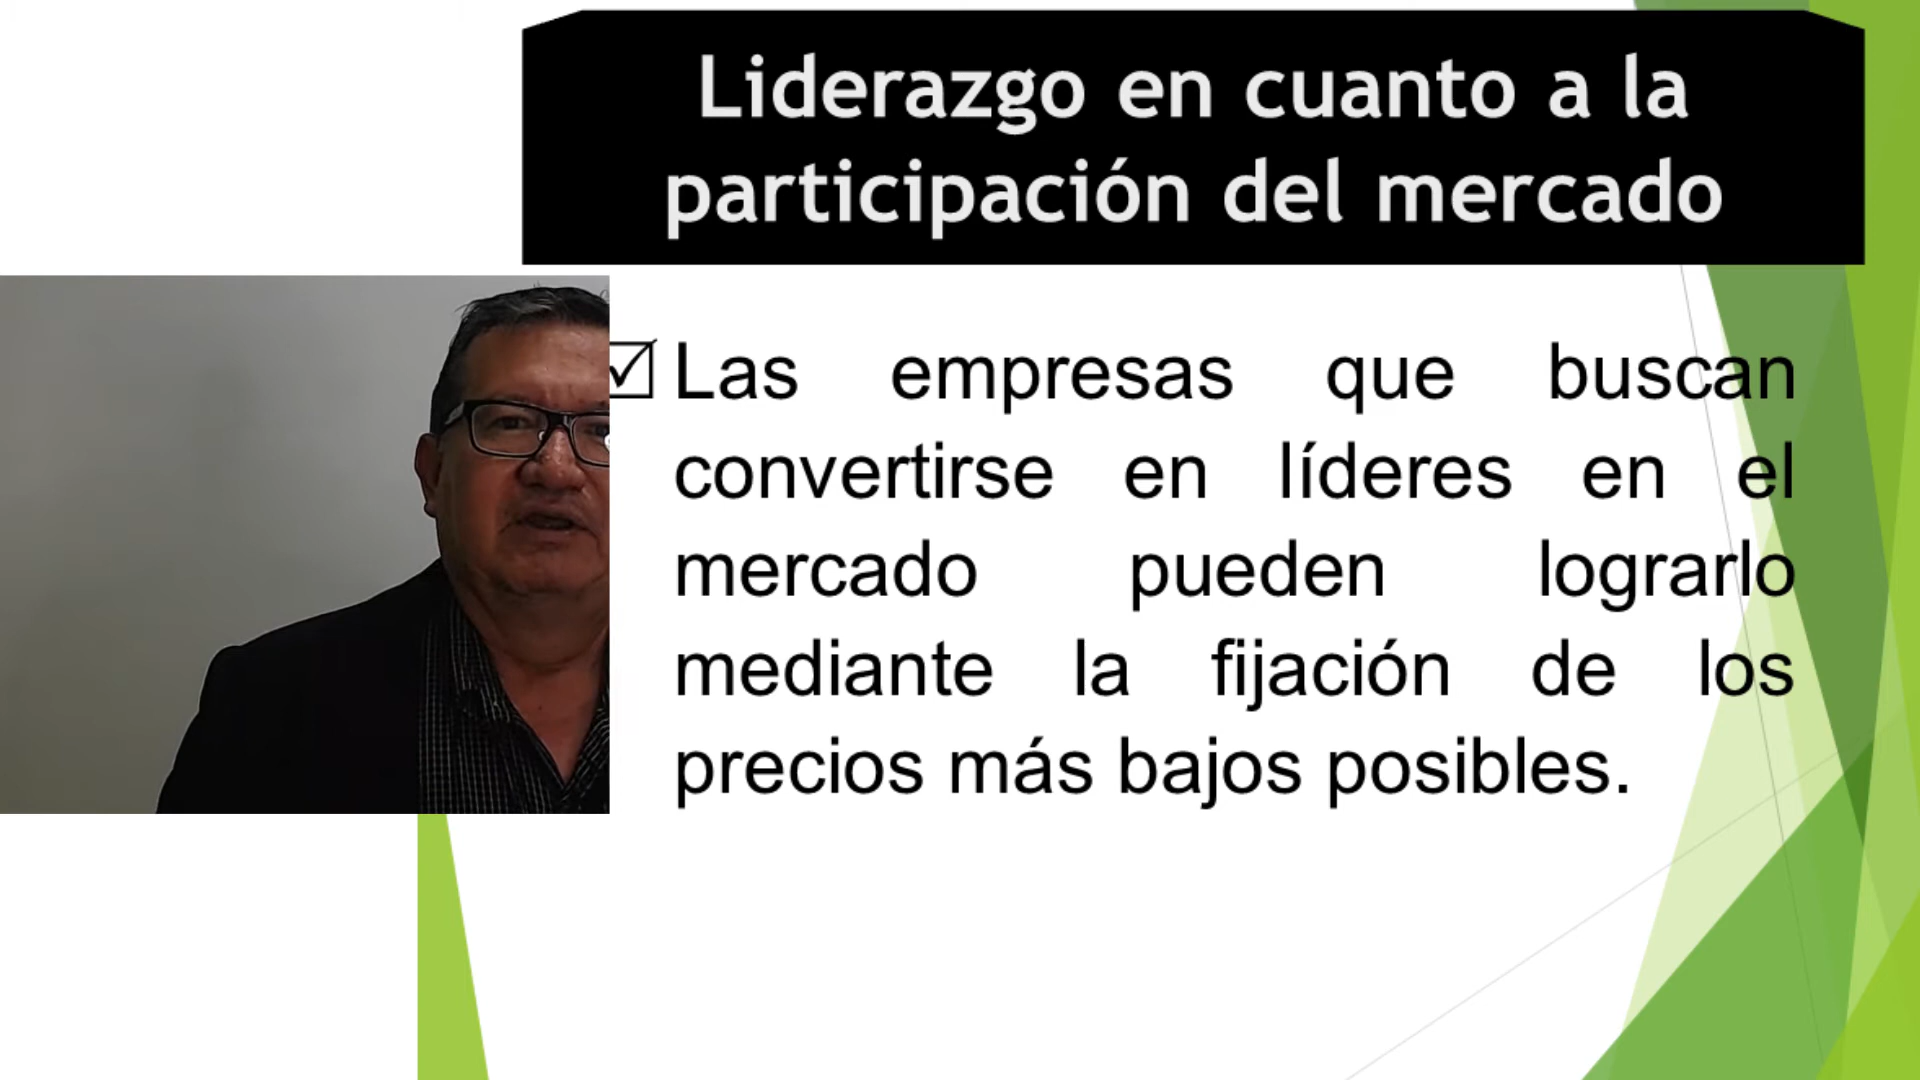 Liderazgo en cuanto a la
participación del mercado
☑ Las empresas que buscan
convertirse en líderes en el
mercado pueden lograrlo
mediante la fijación de los
precios más bajos posibles.